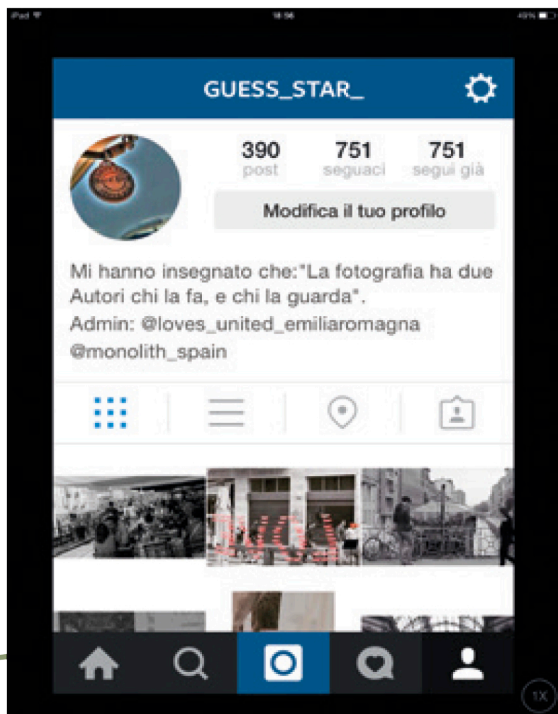 iPad
18:56
49%
GUESS_STAR_
390 751 751
post seguaci segui già
Modifica il tuo profilo
Mi hanno insegnato che:"La fotografia ha due
Autori chi la fa, e chi la guarda".
Admin: @loves_united_emiliaromagna
@monolith_spain
1X